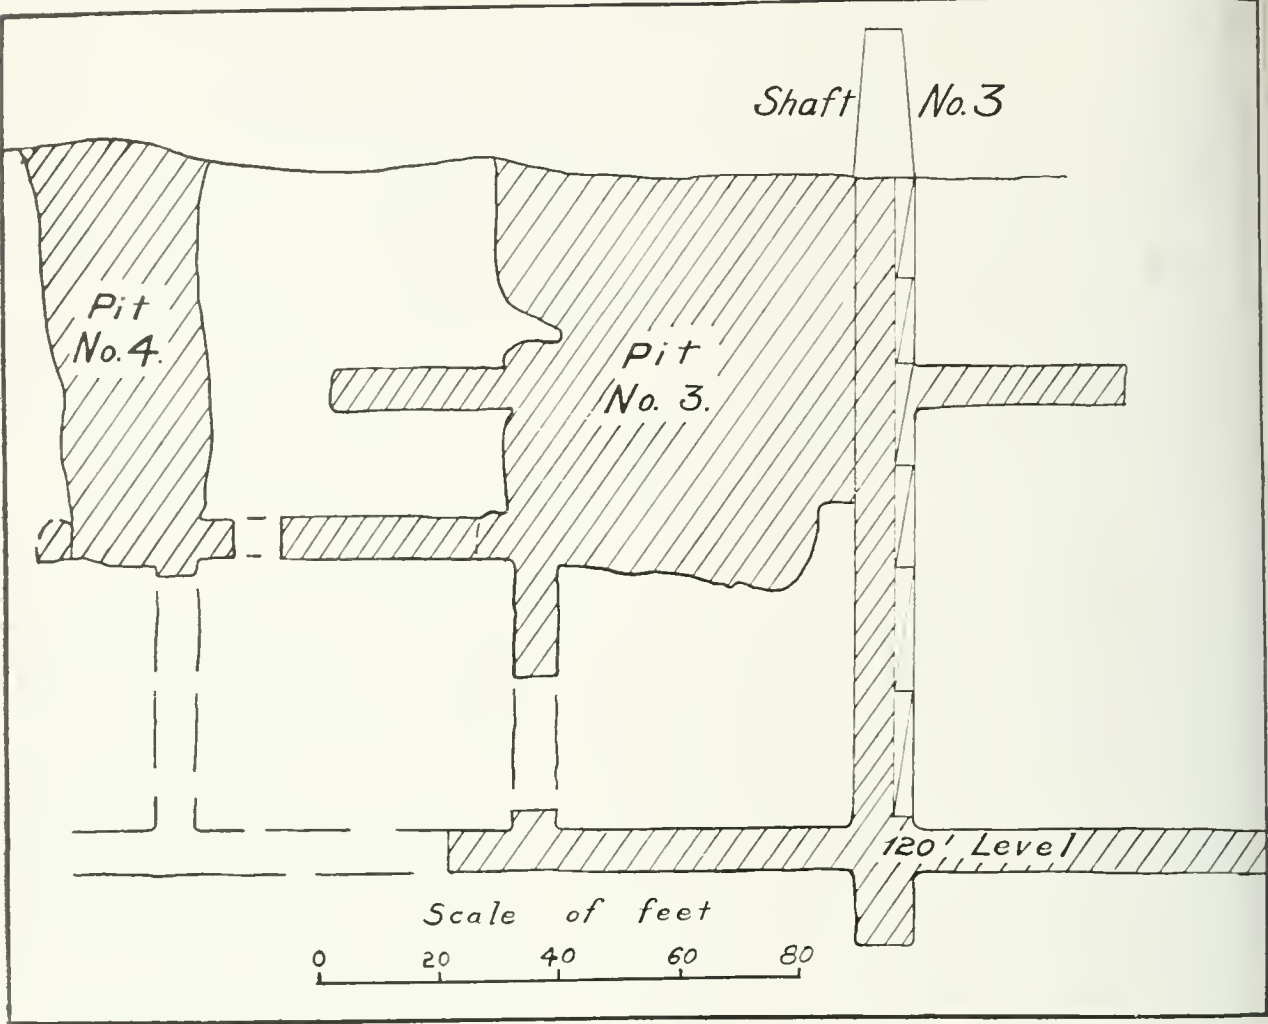 Shaft No. 3
Pit
No. 4.
Pit
No. 3.
120' Level
Scale of feet
0 20 40 60 80